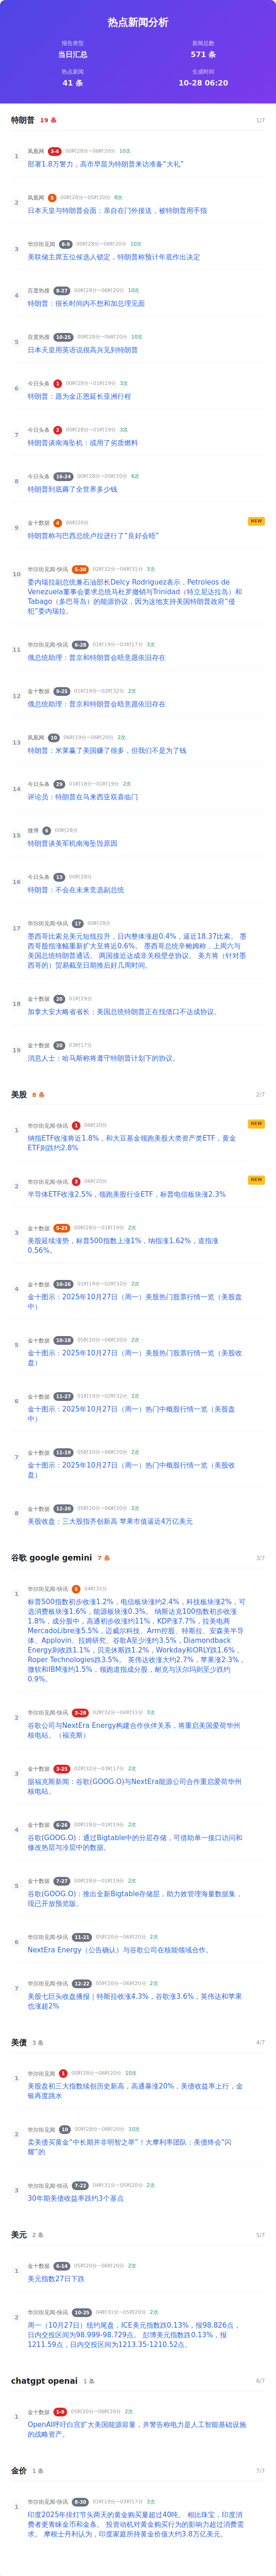 热点新闻分析
报告类型
当日汇总
新闻总数
571 条
热点新闻
41 条
生成时间
10-28 06:20
特朗普 19 条 1/7
1
凤凰网 3-4 00时28分~06时20分 10次
部署1.8万警力，高市早苗为特朗普来访准备“大礼”
2
凤凰网 5 00时28分~05时20分 8次
日本天皇与特朗普会面：亲自在门外接送，被特朗普用手指
3
华尔街见闻 8-9 00时28分~06时20分 10次
美联储主席五位候选人锁定，特朗普称预计年底作出决定
4
百度热搜 8-27 00时28分~06时20分 10次
特朗普：很长时间内不想和加总理见面
5
百度热搜 10-25 00时28分~06时20分 10次
日本天皇用英语说很高兴见到特朗普
6
今日头条 1 00时28分~01时19分 3次
特朗普：愿为金正恩延长亚洲行程
7
今日头条 2 00时28分~01时19分 3次
特朗普谈南海坠机：或用了劣质燃料
8
今日头条 16-24 00时28分~05时20分 6次
特朗普到底薅了全世界多少钱
9
金十数据 4 06时20分
NEW
特朗普称与巴西总统卢拉进行了“良好会晤”
10
华尔街见闻-快讯 5-30 02时32分~04时31分 3次
委内瑞拉副总统兼石油部长Delcy Rodriguez表示，Petroleos de
Venezuela董事会要求总统马杜罗撤销与Trinidad（特立尼达拉岛）和
Tabago（多巴哥岛）的能源协议，因为这地方支持美国特朗普政府“侵
犯”委内瑞拉。
11
华尔街见闻-快讯 6-28 01时19分~03时17分 3次
俄总统助理：普京和特朗普会晤意愿依旧存在
12
金十数据 9-25 01时19分~02时32分 2次
俄总统助理：普京和特朗普会晤意愿依旧存在
13
凤凰网 10 06时19分~06时20分 2次
特朗普：米莱赢了美国赚了很多，但我们不是为了钱
14
今日头条 29 01时18分~01时19分 2次
评论员：特朗普在马来西亚双喜临门
15
微博 6 00时28分
特朗普谈美军机南海坠毁原因
16
今日头条 13 00时28分
特朗普：不会在未来竞选副总统
17
华尔街见闻-快讯 17 00时28分
墨西哥比索兑美元短线拉升，日内整体涨超0.4%，逼近18.37比索。 墨
西哥股指涨幅重新扩大至将近0.6%。 墨西哥总统辛鲍姆称，上周六与
美国总统特朗普通话。 两国接近达成非关税壁垒协议。 美方将（针对墨
西哥的）贸易截至日期推后好几周时间。
18
金十数据 20 01时19分
加拿大安大略省省长：美国总统特朗普正在找借口不达成协议。
19
金十数据 20 03时17分
消息人士：哈马斯称将遵守特朗普计划下的协议。
美股 8 条 2/7
1
华尔街见闻-快讯 1 06时20分
NEW
纳指ETF收涨将近1.8%，和大豆基金领跑美股大类资产类ETF，黄金
ETF则跌约2.8%
2
华尔街见闻-快讯 3 06时20分
NEW
半导体ETF收涨2.5%，领跑美股行业ETF，标普电信板块涨2.3%
3
金十数据 5-25 00时28分~01时19分 2次
美股延续涨势，标普500指数上涨1%，纳指涨1.62%，道指涨
0.56%。
4
金十数据 10-26 01时19分~02时32分 2次
金十图示：2025年10月27日（周一）美股热门股票行情一览（美股盘
中）
5
金十数据 10-18 05时20分~06时20分 2次
金十图示：2025年10月27日（周一）美股热门股票行情一览（美股收
盘）
6
金十数据 11-27 01时19分~02时32分 2次
金十图示：2025年10月27日（周一）热门中概股行情一览（美股盘
中）
7
金十数据 11-19 05时20分~06时20分 2次
金十图示：2025年10月27日（周一）热门中概股行情一览（美股收
盘）
8
金十数据 12-20 05时20分~06时20分 2次
美股收盘：三大股指齐创新高 苹果市值逼近4万亿美元
谷歌 google gemini 7 条 3/7
1
华尔街见闻-快讯 5 04时31分
标普500指数初步收涨1.2%，电信板块涨约2.4%，科技板块涨2%，可
选消费板块涨1.6%，能源板块涨0.3%。 纳斯达克100指数初步收涨
1.8%，成分股中，高通初步收涨约11%，KDP涨7.7%，拉美电商
MercadoLibre涨5.5%，迈威尔科技、Arm控股、特斯拉、安森美半导
体、Applovin、拉姆研究、谷歌A至少涨约3.5%，Diamondback
Energy则收跌1.1%，贝克休斯跌1.2%，Workday和ORLY跌1.6%，
Roper Technologies跌3.5%。 英伟达收涨大约2.7%，苹果涨2.3%，
微软和IBM涨约1.5%，领跑道指成分股，耐克与沃尔玛则至少跌约
0.9%。
2
华尔街见闻-快讯 3-28 02时32分~04时31分 3次
谷歌公司与NextEra Energy构建合作伙伴关系，将重启美国爱荷华州
核电站。（福克斯）
3
金十数据 3-25 02时32分~03时17分 2次
据福克斯新闻：谷歌(GOOG.O)与NextEra能源公司合作重启爱荷华州
核电站。
4
金十数据 6-26 00时28分~01时19分 2次
谷歌(GOOG.O)：通过Bigtable中的分层存储，可借助单一接口访问和
修改热层与冷层中的数据。
5
金十数据 7-27 00时28分~01时19分 2次
谷歌(GOOG.O)：推出全新Bigtable存储层，助力高效管理海量数据集，
现已开放预览版。
6
华尔街见闻-快讯 11-21 05时20分~06时20分 2次
NextEra Energy（公告确认）与谷歌公司在核能领域合作。
7
华尔街见闻-快讯 12-22 05时20分~06时20分 2次
美股七巨头收盘播报｜特斯拉收涨4.3%，谷歌涨3.6%，英伟达和苹果
也涨超2%
美债 3 条 4/7
1
华尔街见闻 1 00时28分~06时20分 10次
美股盘初三大指数续创历史新高，高通暴涨20%，美债收益率上行，金
银再度跳水
2
华尔街见闻 10 00时28分~06时20分 10次
卖美债买黄金“中长期并非明智之举”！大摩利率团队：美债终会“闪
耀”的
3
华尔街见闻-快讯 7-22 04时31分~05时20分 2次
30年期美债收益率跌约3个基点
美元 2 条 5/7
1
金十数据 6-14 05时20分~06时20分 2次
美元指数27日下跌
2
华尔街见闻-快讯 10-25 04时31分~05时20分 2次
周一（10月27日）纽约尾盘，ICE美元指数跌0.13%，报98.826点，
日内交投区间为98.999-98.729点。 彭博美元指数跌0.13%，报
1211.59点，日内交投区间为1213.35-1210.52点。
chatgpt openai 1 条 6/7
1
金十数据 1-9 05时20分~06时20分 2次
OpenAI呼吁白宫扩大美国能源容量，并警告称电力是人工智能基础设施
的战略资产。
金价 1 条 7/7
1
华尔街见闻-快讯 8-30 01时19分~03时17分 3次
印度2025年排灯节头两天的黄金购买量超过40吨。 相比珠宝，印度消
费者更青睐金币和金条。 投资动机对黄金购买行为的影响力超过消费需
求。 摩根士丹利认为，印度家庭所持黄金价值大约3.8万亿美元。